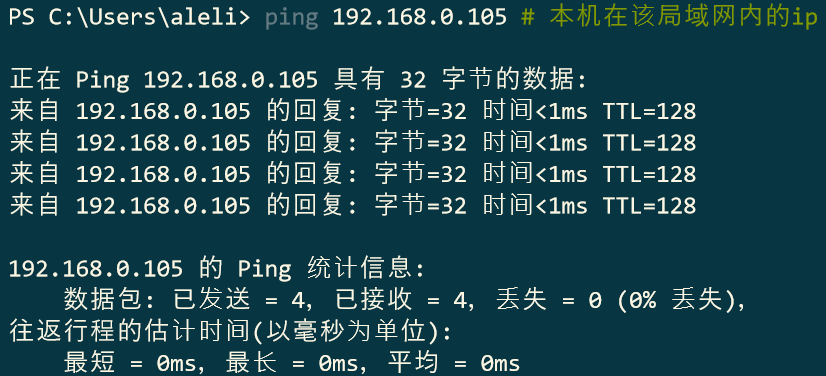 PS C:\Users\aleli> ping 192.168.0.105 # 本机在该局域网内的ip
正在 Ping 192.168.0.105 具有 32 字节的数据:
来自 192.168.0.105 的回复: 字节=32 时间<1ms TTL=128
来自 192.168.0.105 的回复: 字节=32 时间<1ms TTL=128
来自 192.168.0.105 的回复: 字节=32 时间<1ms TTL=128
来自 192.168.0.105 的回复: 字节=32 时间<1ms TTL=128
192.168.0.105 的 Ping 统计信息:
数据包: 已发送 = 4, 已接收 = 4, 丢失 = 0 (0% 丢失),
往返行程的估计时间(以毫秒为单位):
最短 = 0ms, 最长 = 0ms, 平均 = 0ms